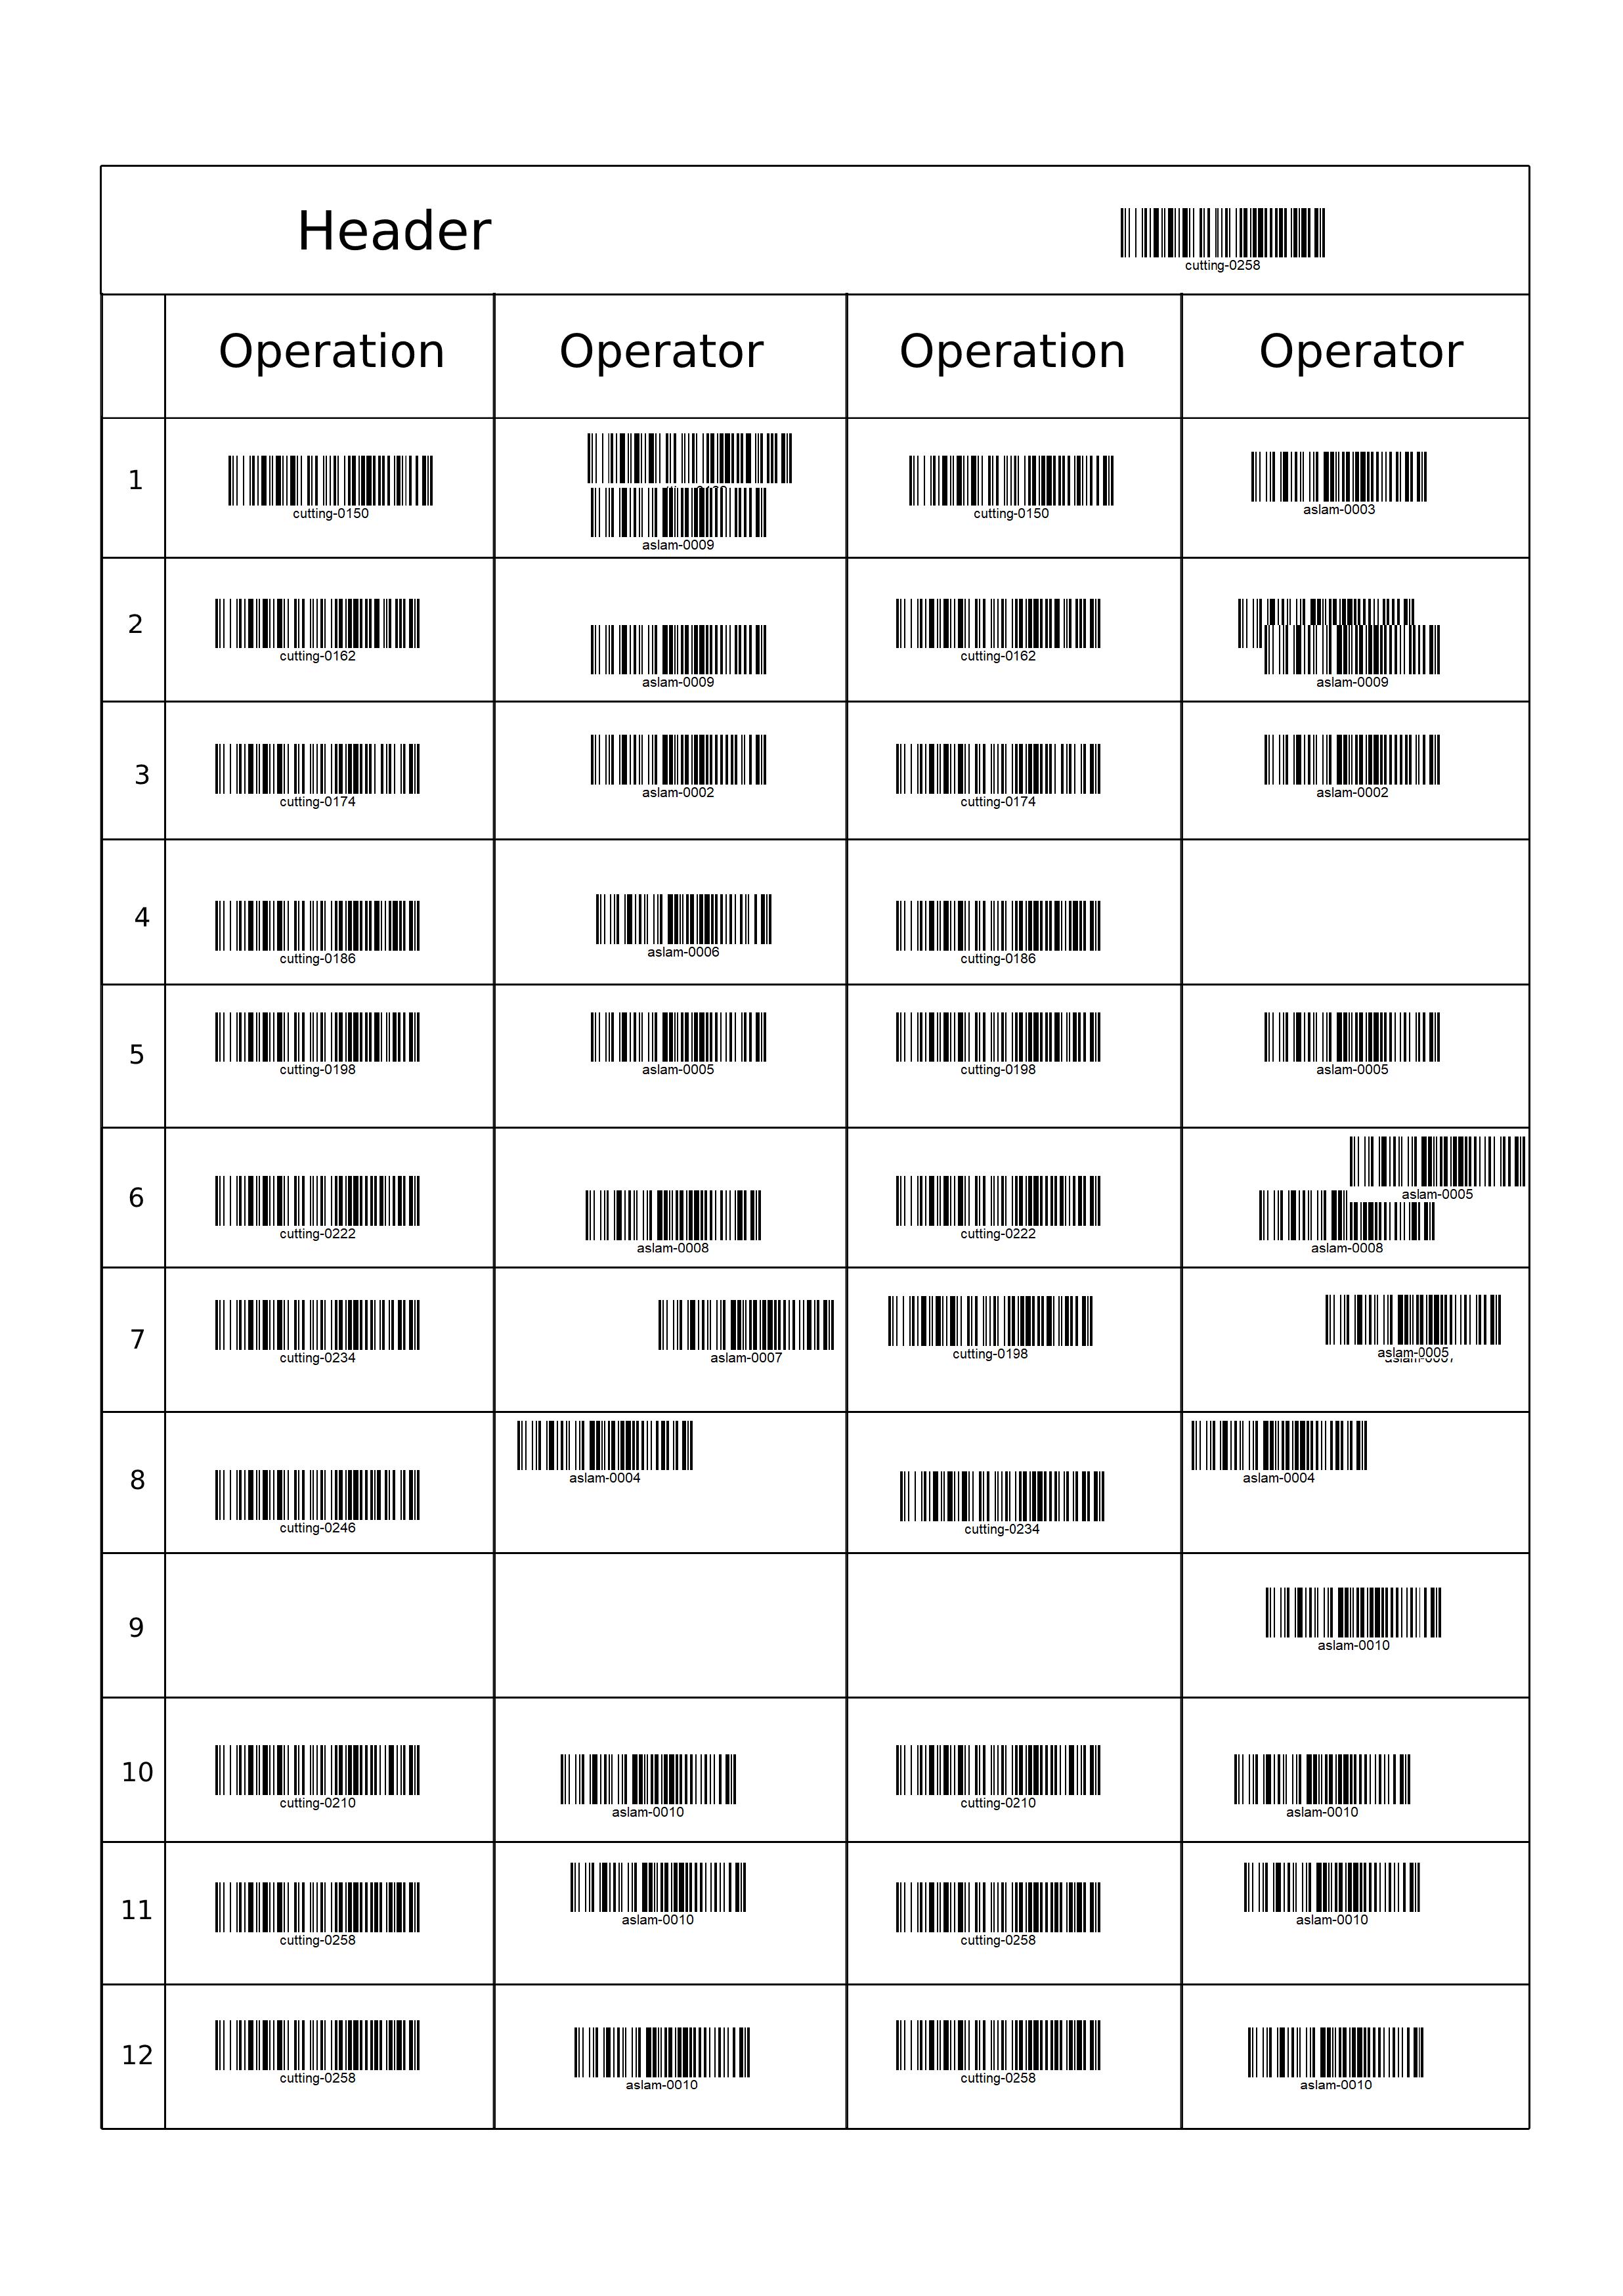 Header
cutting-0258
Operation Operator Operation Operator
1 cutting-0150 aslam-0009 cutting-0150 aslam-0003
2 cutting-0162 aslam-0009 cutting-0162 aslam-0009
3 cutting-0174 aslam-0002 cutting-0174 aslam-0002
4 cutting-0186 aslam-0006 cutting-0186
5 cutting-0198 aslam-0005 cutting-0198 aslam-0005
6 cutting-0222 aslam-0008 cutting-0222 aslam-0005
aslam-0008
7 cutting-0234 aslam-0007 cutting-0198 aslam-0005
8 cutting-0246 aslam-0004 cutting-0234 aslam-0004
9 aslam-0010
10 cutting-0210 aslam-0010 cutting-0210 aslam-0010
11 cutting-0258 aslam-0010 cutting-0258 aslam-0010
12 cutting-0258 aslam-0010 cutting-0258 aslam-0010